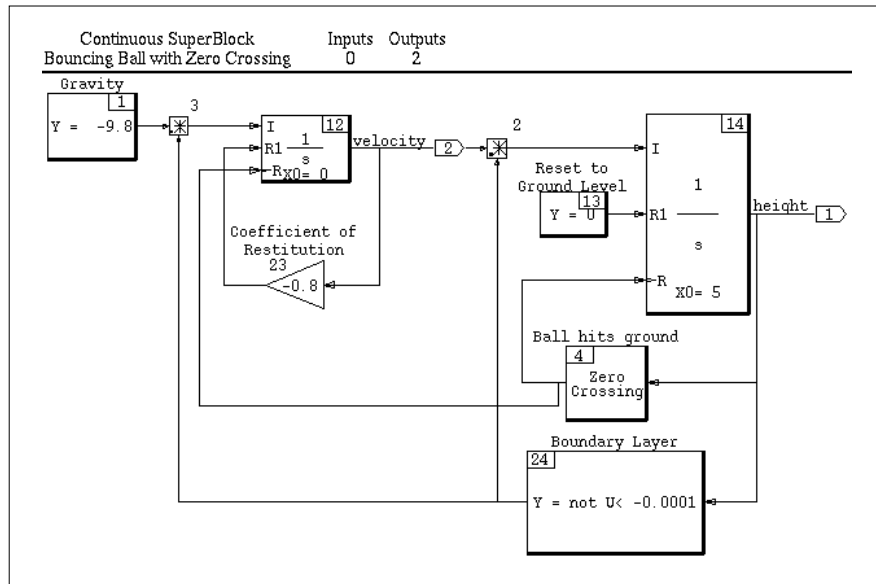 Continuous SuperBlock Inputs Outputs
Bouncing Ball with Zero Crossing 0 2
Gravity
1
Y = -9.8
3
I
R1
R
12
1
s
X0= 0
velocity
2
2
Coefficient of
Restitution
23
-0.8
Reset to
Ground Level
13
Y = 0
14
I
R1
R
1
s
X0= 5
height
1
Ball hits ground
4
Zero
Crossing
Boundary Layer
24
Y = not U< -0.0001